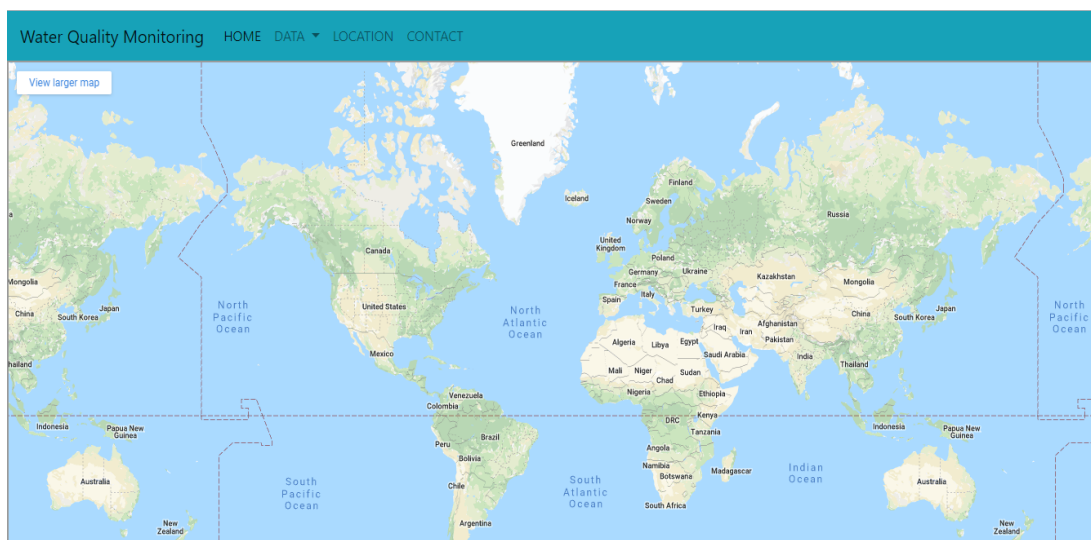 Water Quality Monitoring HOME DATA LOCATION CONTACT
View larger map
Greenland
Iceland
Finland
Sweden
Norway
Russia
United
Kingdom
Canada
Poland
Germany
Ukraine
Kazakhstan
Mongolia
Mongolia
France
Italy
Spain
United States
Turkey
North
Pacific
Ocean
North
Atlantic
Ocean
North
Pacific
Ocean
China
South Korea
Japan
China
South Korea
Japan
Iraq
Iran
Afghanistan
Pakistan
Algeria
Libya
Egypt
Saudi Arabia
India
Mexico
Thailand
Mali
Niger
Chad
Sudan
Nigeria
Ethiopia
Venezuela
Colombia
DRC
Kenya
Indonesia
Papua New
Guinea
Indonesia
Papua New
Guinea
Brazil
Peru
Bolivia
Tanzania
Angola
Namibia
Botswana
Madagascar
Indian
Ocean
Australia
Australia
South
Pacific
Ocean
Chile
South
Atlantic
Ocean
South Africa
Argentina
New
Zealand
New
Zealand